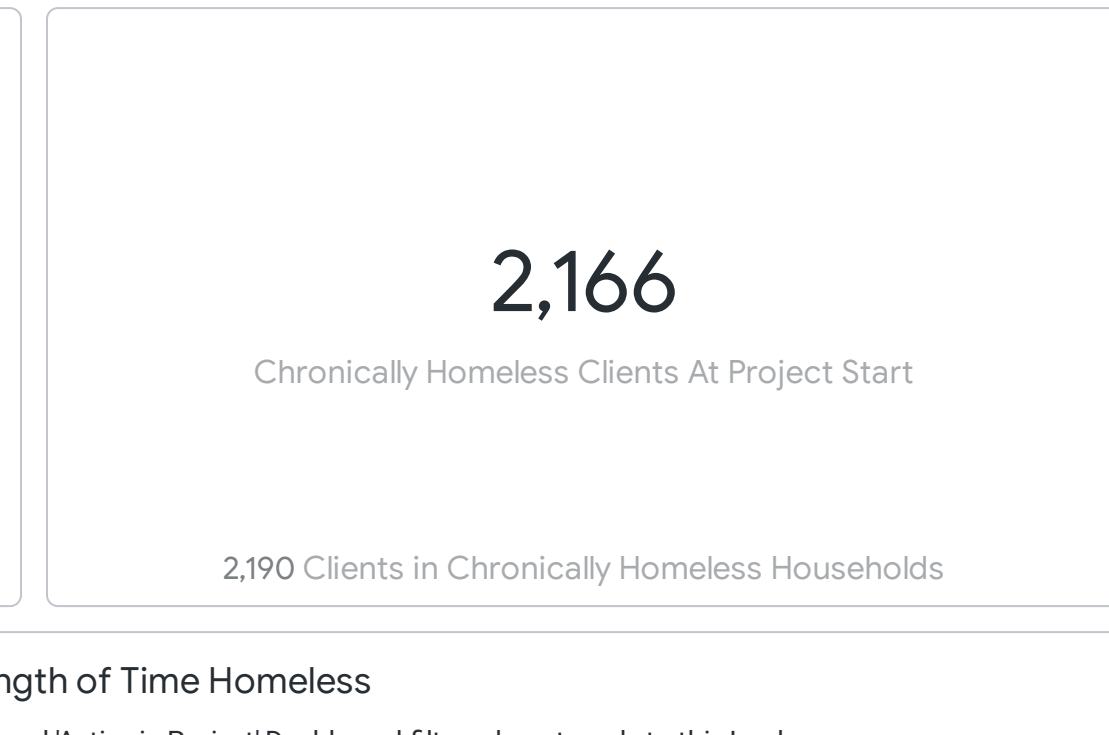 2,166
Chronically Homeless Clients At Project Start
2,190 Clients in Chronically Homeless Households
ngth of Time Homeless